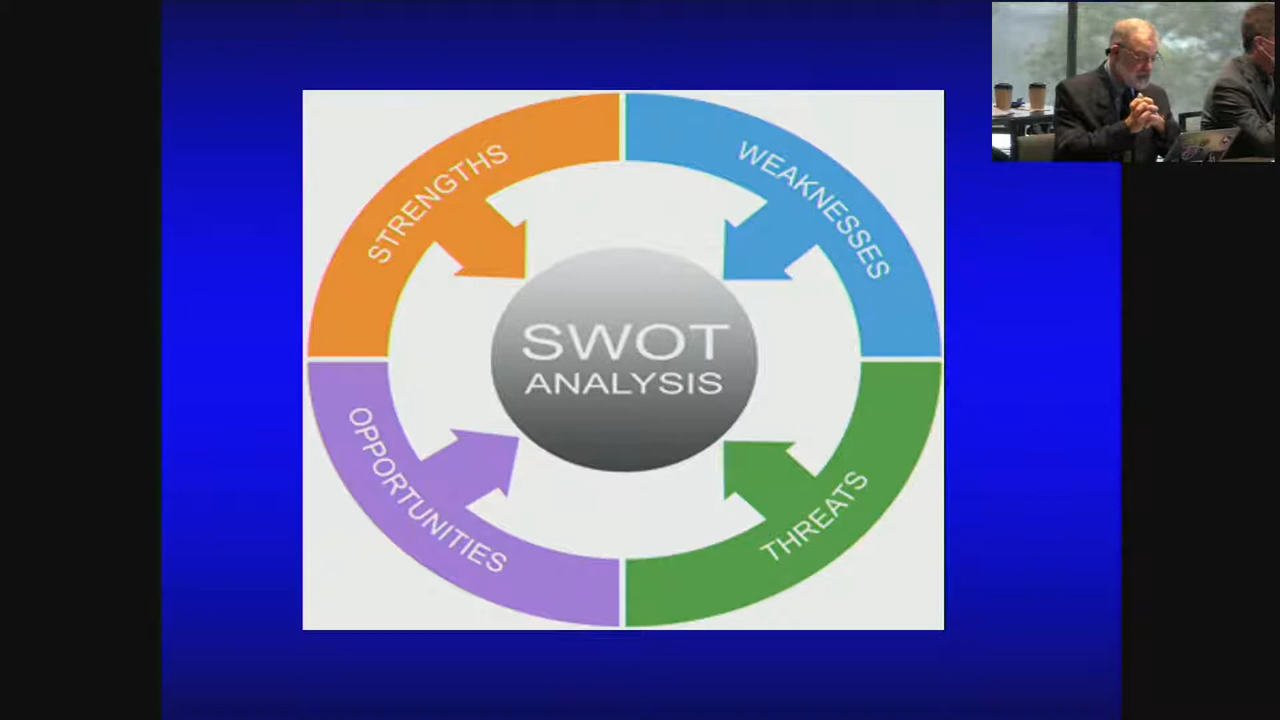 STRENGTHS
WEAKNESSES
SWOT
ANALYSIS
OPPORTUNITIES
THREATS